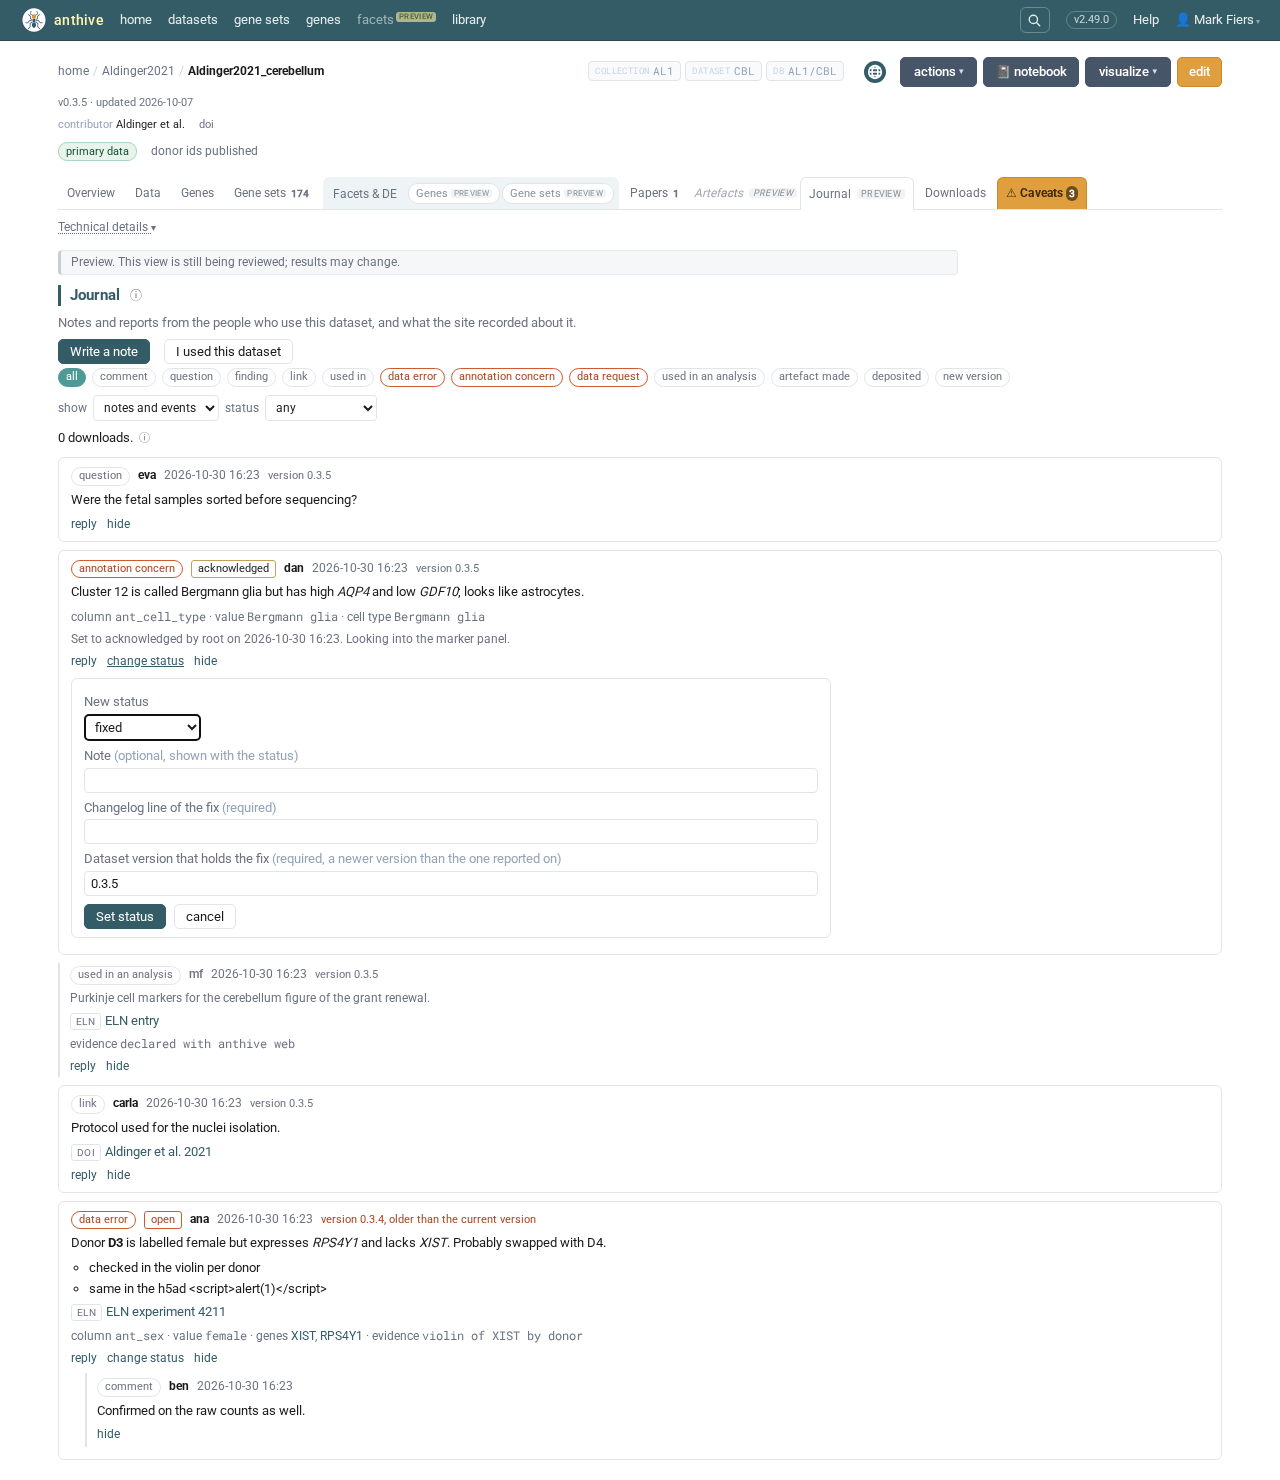 anthive home datasets gene sets genes facets PREVIEW library v2.49.0 Help Mark Fiers
home / Aldinger2021 / Aldinger2021_cerebellum COLLECTION AL1 DATASET CBL DB AL1/CBL actions ▾ notebook visualize ▾ edit
v0.3.5 · updated 2026-10-07
contributor Aldinger et al. doi
primary data donor ids published
Overview Data Genes Gene sets 174 Facets & DE Genes PREVIEW Gene sets PREVIEW Papers 1 Artefacts PREVIEW Journal PREVIEW Downloads ⚠ Caveats 3
Technical details ▾
Preview. This view is still being reviewed; results may change.
Journal ⓘ
Notes and reports from the people who use this dataset, and what the site recorded about it.
Write a note I used this dataset
all comment question finding link used in data error annotation concern data request used in an analysis artefact made deposited new version
show notes and events status any
0 downloads. ⓘ
question eva 2026-10-30 16:23 version 0.3.5
Were the fetal samples sorted before sequencing?
reply hide
annotation concern acknowledged dan 2026-10-30 16:23 version 0.3.5
Cluster 12 is called Bergmann glia but has high AQP4 and low GDF10; looks like astrocytes.
column ant_cell_type · value Bergmann glia · cell type Bergmann glia
Set to acknowledged by root on 2026-10-30 16:23. Looking into the marker panel.
reply change status hide
New status
fixed
Note (optional, shown with the status)
Changelog line of the fix (required)
Dataset version that holds the fix (required, a newer version than the one reported on)
0.3.5
Set status cancel
used in an analysis mf 2026-10-30 16:23 version 0.3.5
Purkinje cell markers for the cerebellum figure of the grant renewal.
ELN ELN entry
evidence declared with anthive web
reply hide
link carla 2026-10-30 16:23 version 0.3.5
Protocol used for the nuclei isolation.
DOI Aldinger et al. 2021
reply hide
data error open ana 2026-10-30 16:23 version 0.3.4, older than the current version
Donor D3 is labelled female but expresses RPS4Y1 and lacks XIST. Probably swapped with D4.
checked in the violin per donor
same in the h5ad <script>alert(1)</script>
ELN ELN experiment 4211
column ant_sex · value female · genes XIST, RPS4Y1 · evidence violin of XIST by donor
reply change status hide
comment ben 2026-10-30 16:23
Confirmed on the raw counts as well.
hide